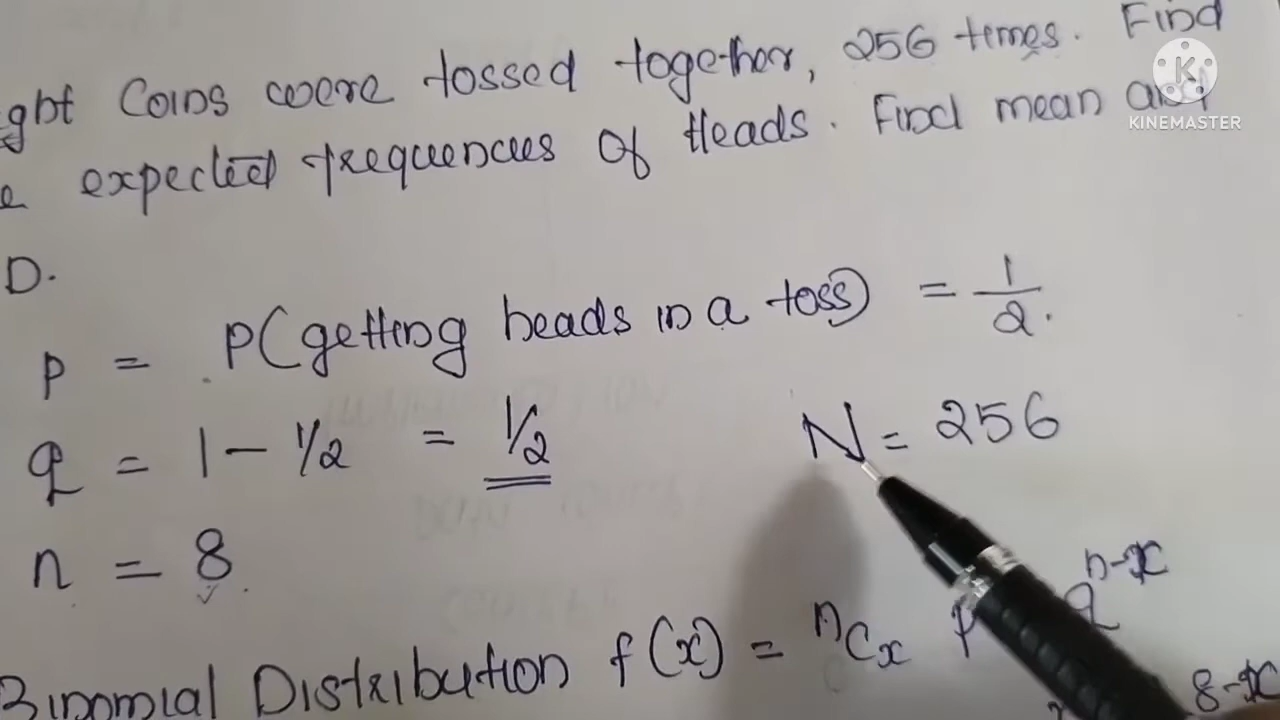 ght Coins were tossed together, 256 times. Find
e expected frequencies of Heads. Find mean and
KINEMASTER
D.
p = P(getting heads in a toss) = 1/2.
q = 1 - 1/2 = 1/2
N = 256
n = 8
Binomial Distribution f(x) = nCx p q^n-x
8-x